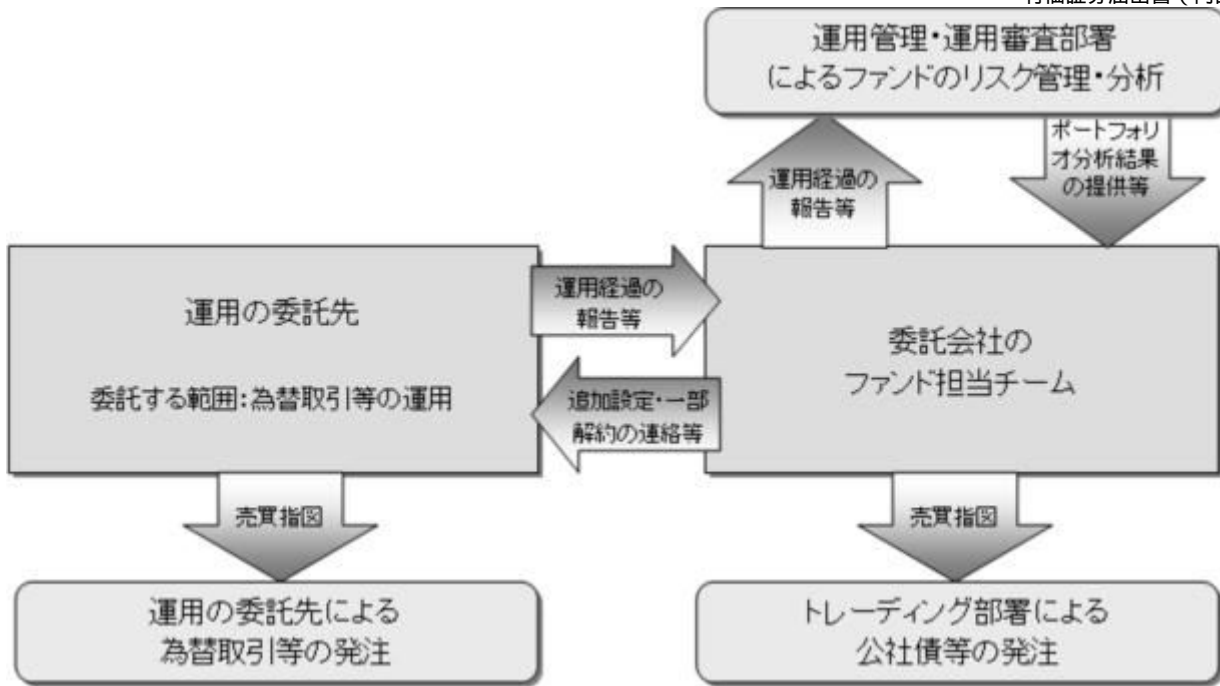 運用管理・運用審査部署
によるファンドのリスク管理・分析
運用経過の
報告等
ポートフォリ
オ分析結果
の提供等
運用の委託先
委託する範囲:為替取引等の運用
運用経過の
報告等
追加設定・一部
解約の連絡等
委託会社の
ファンド担当チーム
売買指図
売買指図
運用の委託先による
為替取引等の発注
トレーディング部署による
公社債等の発注